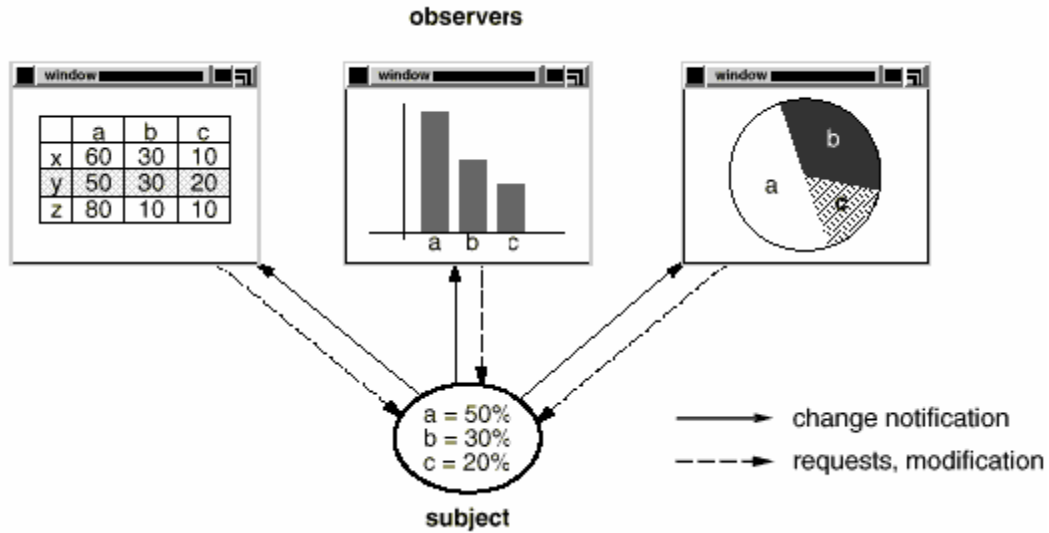 observers
window
a b c
x 60 30 10
y 50 30 20
z 80 10 10
window
a b c
window
a
b
c
a = 50%
b = 30%
c = 20%
subject
change notification
requests, modification